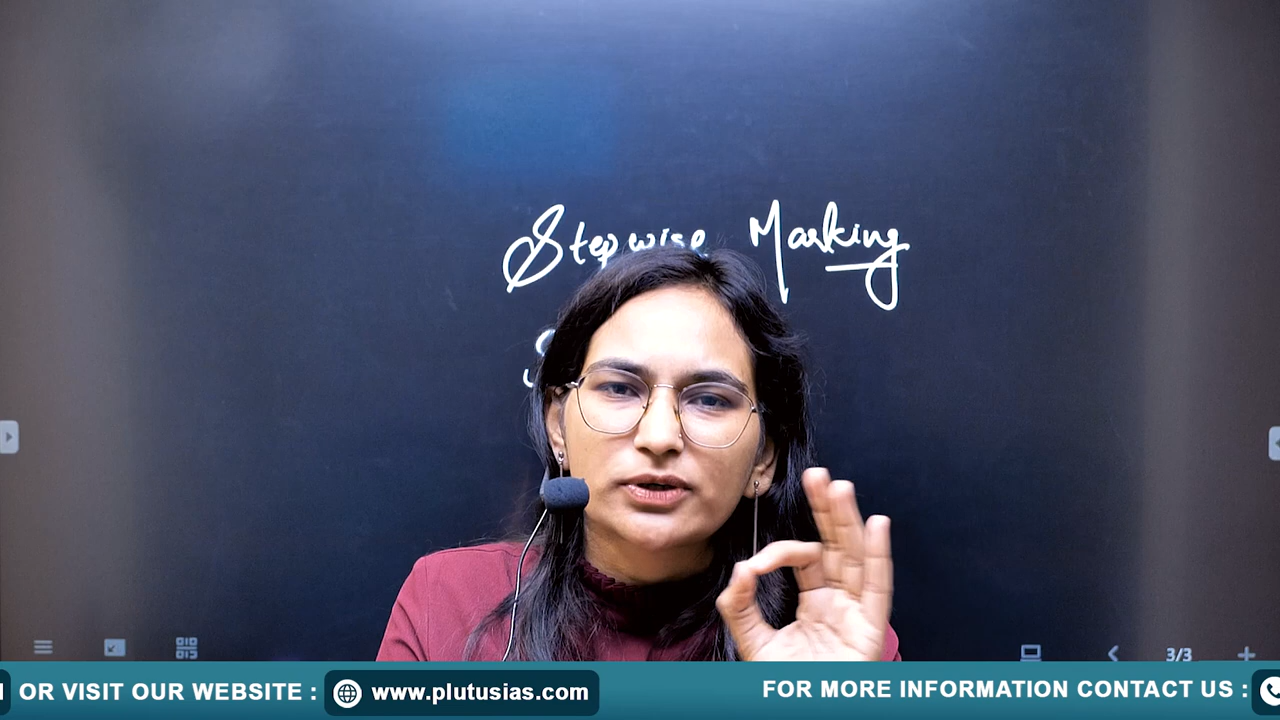 Stepwise Marking
3/3
OR VISIT OUR WEBSITE : www.plutusias.com FOR MORE INFORMATION CONTACT US :